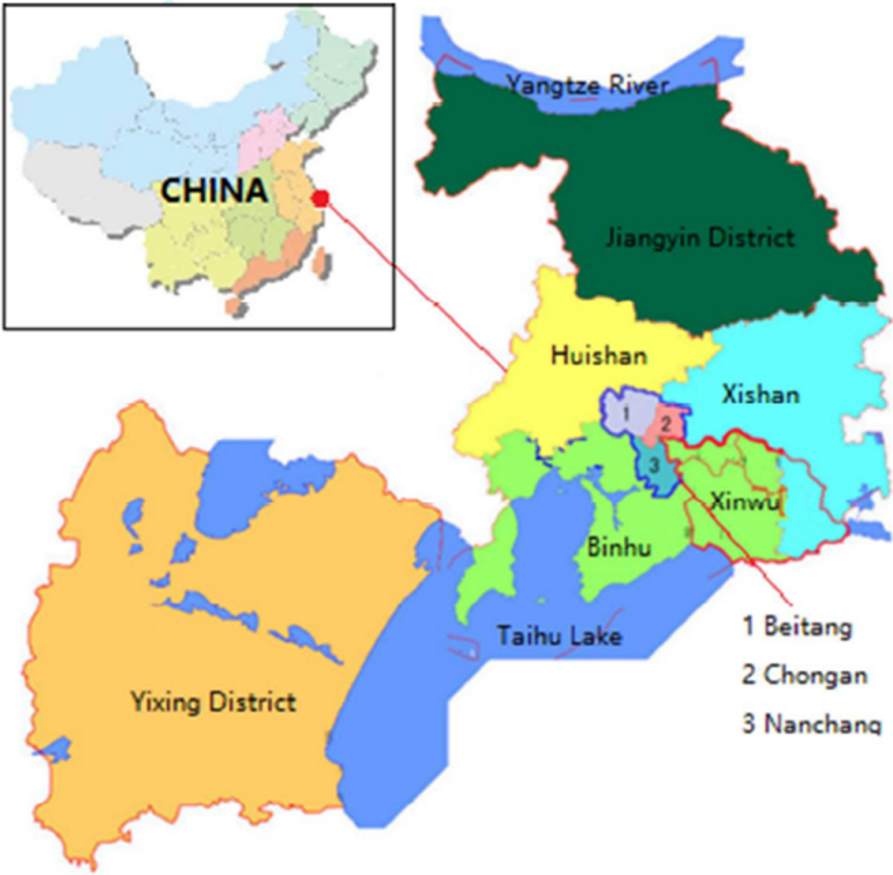 CHINA
Yangtze River
Jiangyin District
Huishan
Xishan
1
2
3
Xinwu
Binhu
Taihu Lake
Yixing District
1 Beitang
2 Chongan
3 Nanchang